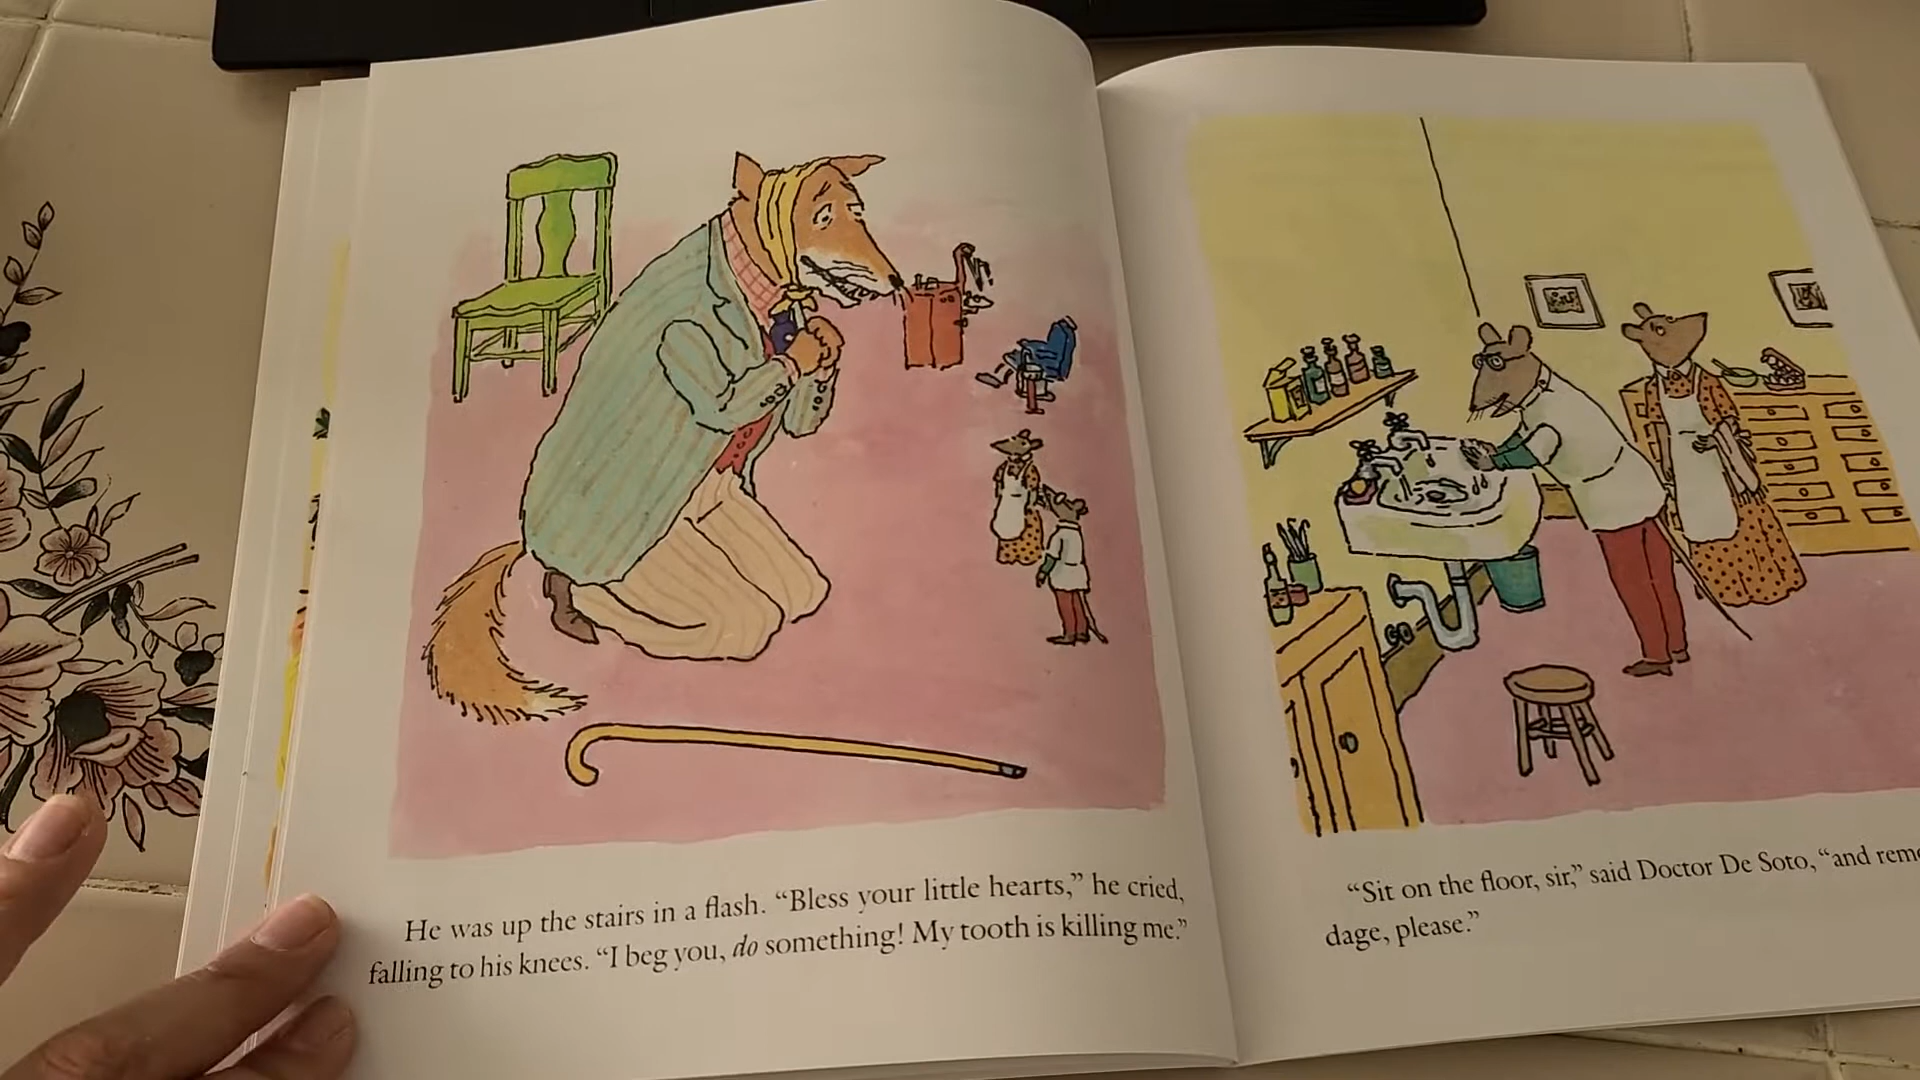 He was up the stairs in a flash. “Bless your little hearts,” he cried,
falling to his knees. “I beg you, do something! My tooth is killing me.”
“Sit on the floor, sir,” said Doctor De Soto, “and
dage, please.”